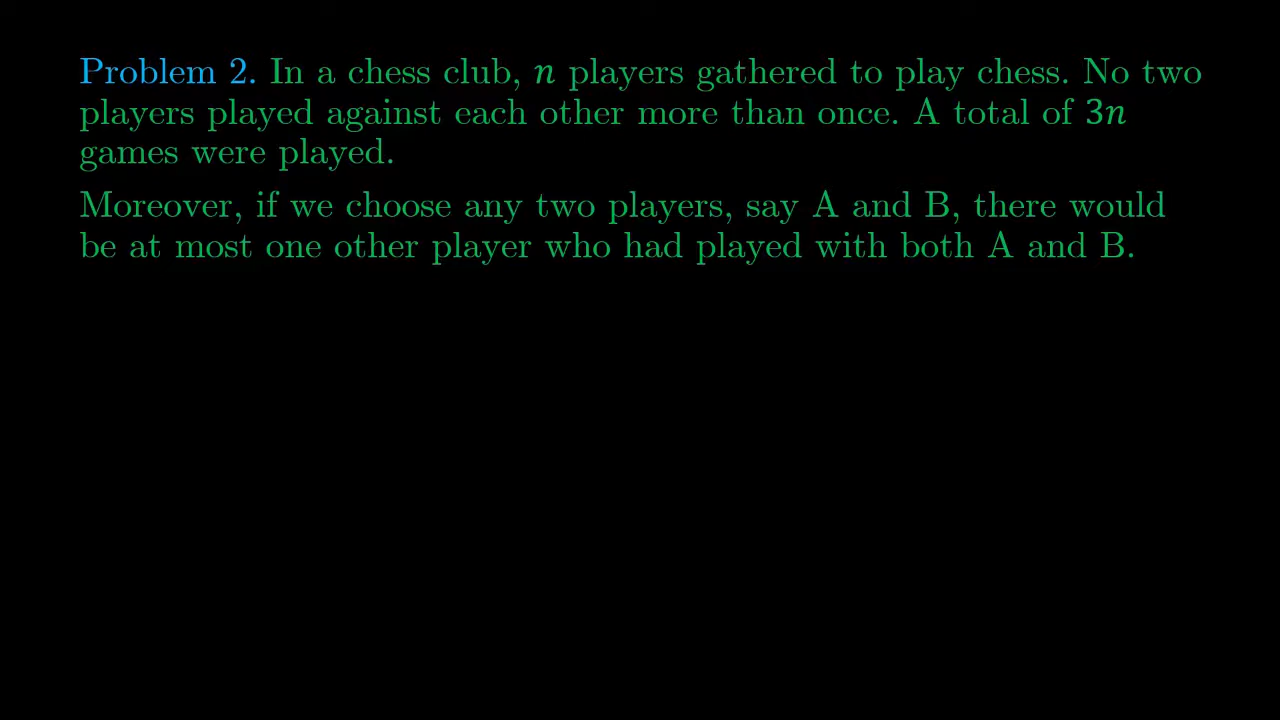 Problem 2. In a chess club, n players gathered to play chess. No two
players played against each other more than once. A total of 3n
games were played.
Moreover, if we choose any two players, say A and B, there would
be at most one other player who had played with both A and B.